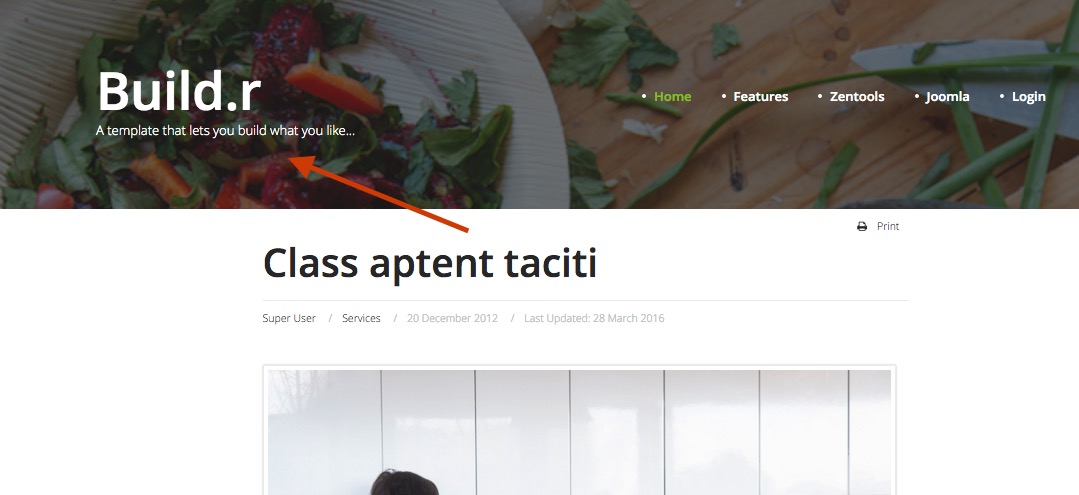 Build.r
A template that lets you build what you like...
• Home • Features • Zentools • Joomla • Login
Print
Class aptent taciti
Super User / Services / 20 December 2012 / Last Updated: 28 March 2016